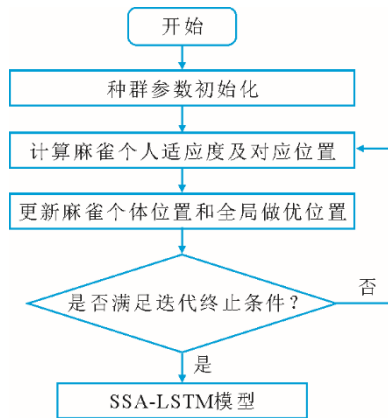 开始
种群参数初始化
计算麻雀个人适应度及对应位置
更新麻雀个体位置和全局做优位置
是否满足迭代终止条件？
否
是
SSA-LSTM模型